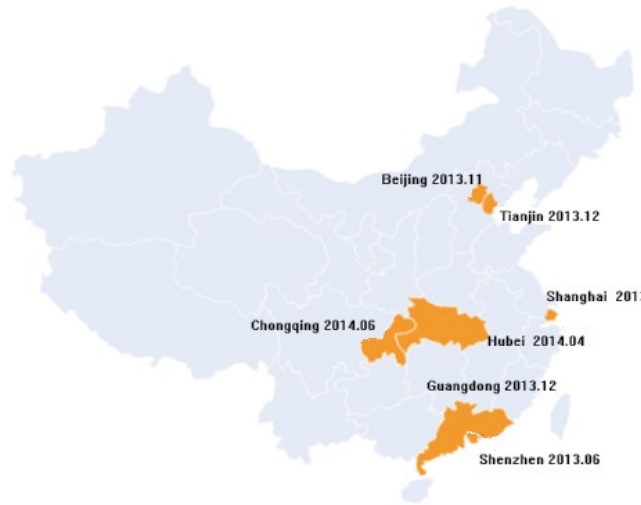 Beijing 2013.11
Tianjin 2013.12
Shanghai 201
Chongqing 2014.06
Hubei 2014.04
Guangdong 2013.12
Shenzhen 2013.06